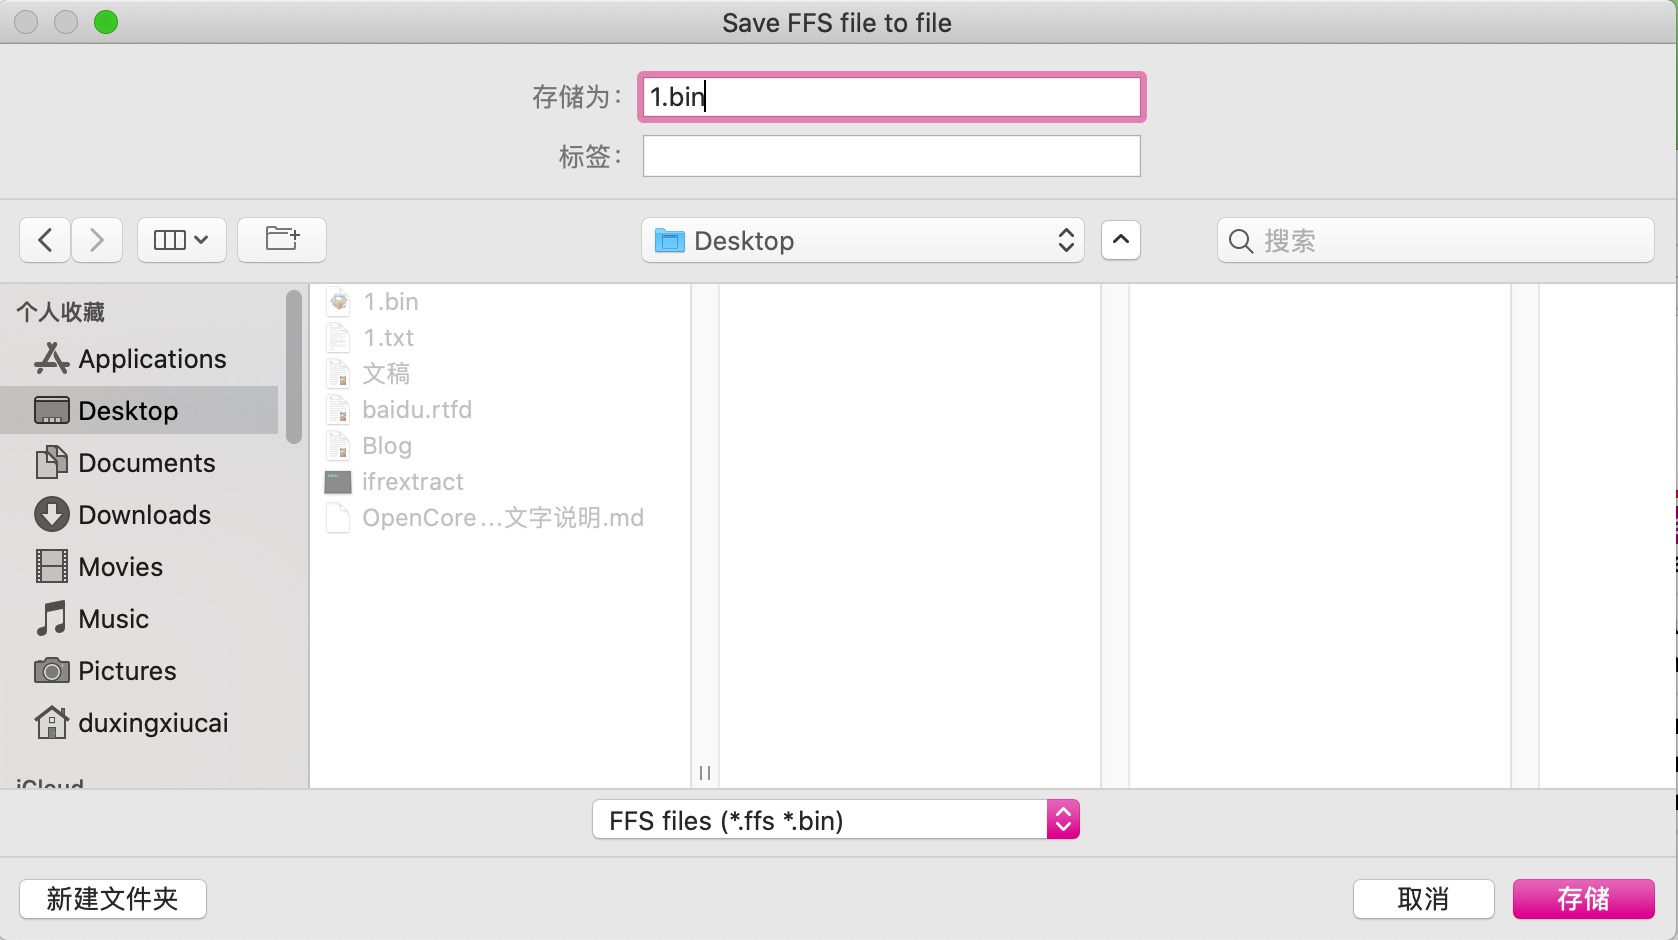 Save FFS file to file
存储为：
1.bin
标签：
Desktop
搜索
个人收藏
Applications
Desktop
Documents
Downloads
Movies
Music
Pictures
duxingxiucai
iCloud
1.bin
1.txt
文稿
baidu.rtfd
Blog
ifrextract
OpenCore…文字说明.md
FFS files (*.ffs *.bin)
新建文件夹
取消
存储